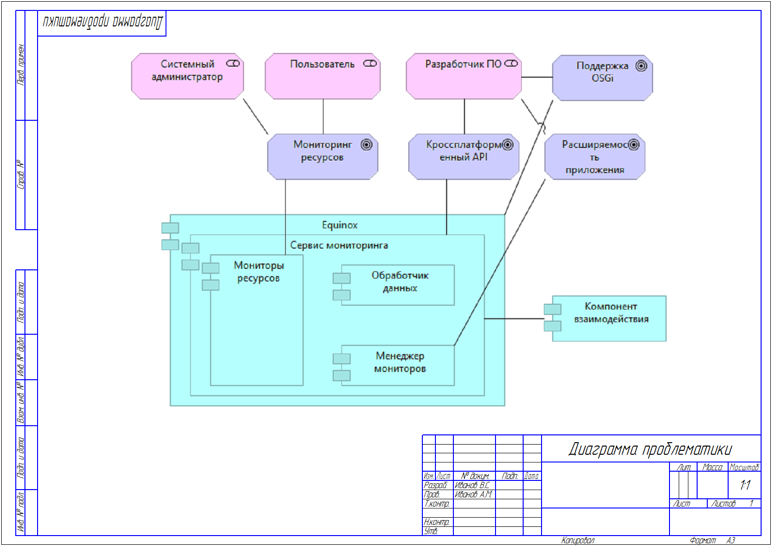 Диаграмма проблематики
Перв. примен.
Справ. №
Подп. и дата
Инв. № дубл.
Взам. инв. №
Подп. и дата
Инв. № подл.
Системный
администратор
Пользователь
Разработчик ПО
Поддержка
OSGi
Мониторинг
ресурсов
Кроссплатформ
енный API
Расширяемос
ть
приложения
Equinox
Сервис мониторинга
Мониторы
ресурсов
Обработчик
данных
Менеджер
мониторов
Компонент
взаимодействия
Диаграмма проблематики
Изм. Лист № докум. Подп. Дата
Разраб. Иванов В.С.
Пров. Иванов А.М.
Т.контр.
Н.контр.
Утв.
Лит. Масса Масштаб
1:1
Лист Листов 1
Копировал Формат А3